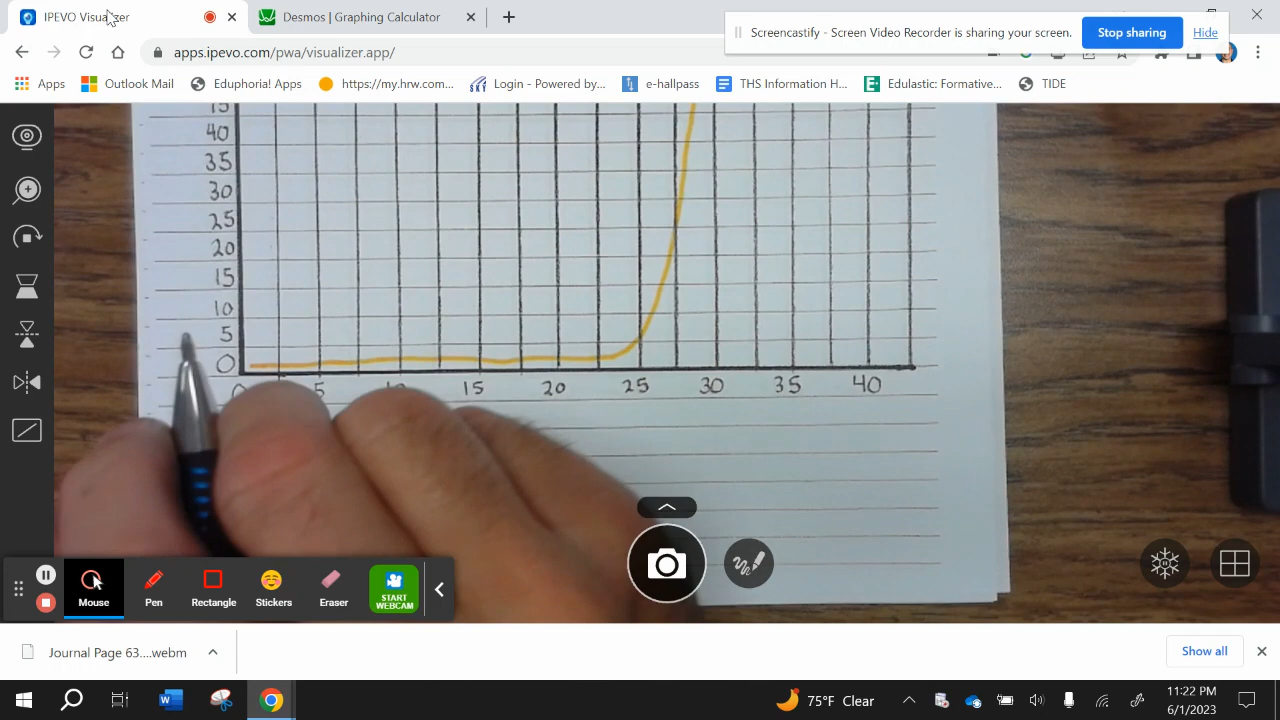 IPEVO Visualizer
Desmos | Graphing Calculator
Screencastify - Screen Video Recorder is sharing your screen.
Stop sharing
Hide
apps.ipevo.com/pwa/visualizer.app/
Apps
Outlook Mail
Eduphoria!
https://my.hrw.com...
Login - Powered by...
e-hallpass
THS Information H...
Edulastic: Formative...
TIDE
40
35
30
25
20
15
10
5
0
5 15 20 25 30 35 40
Mouse
Pen
Rectangle
Stickers
Eraser
START
WEBCAM
Journal Page 63....webm
Show all
75°F Clear
11:22 PM
6/1/2023